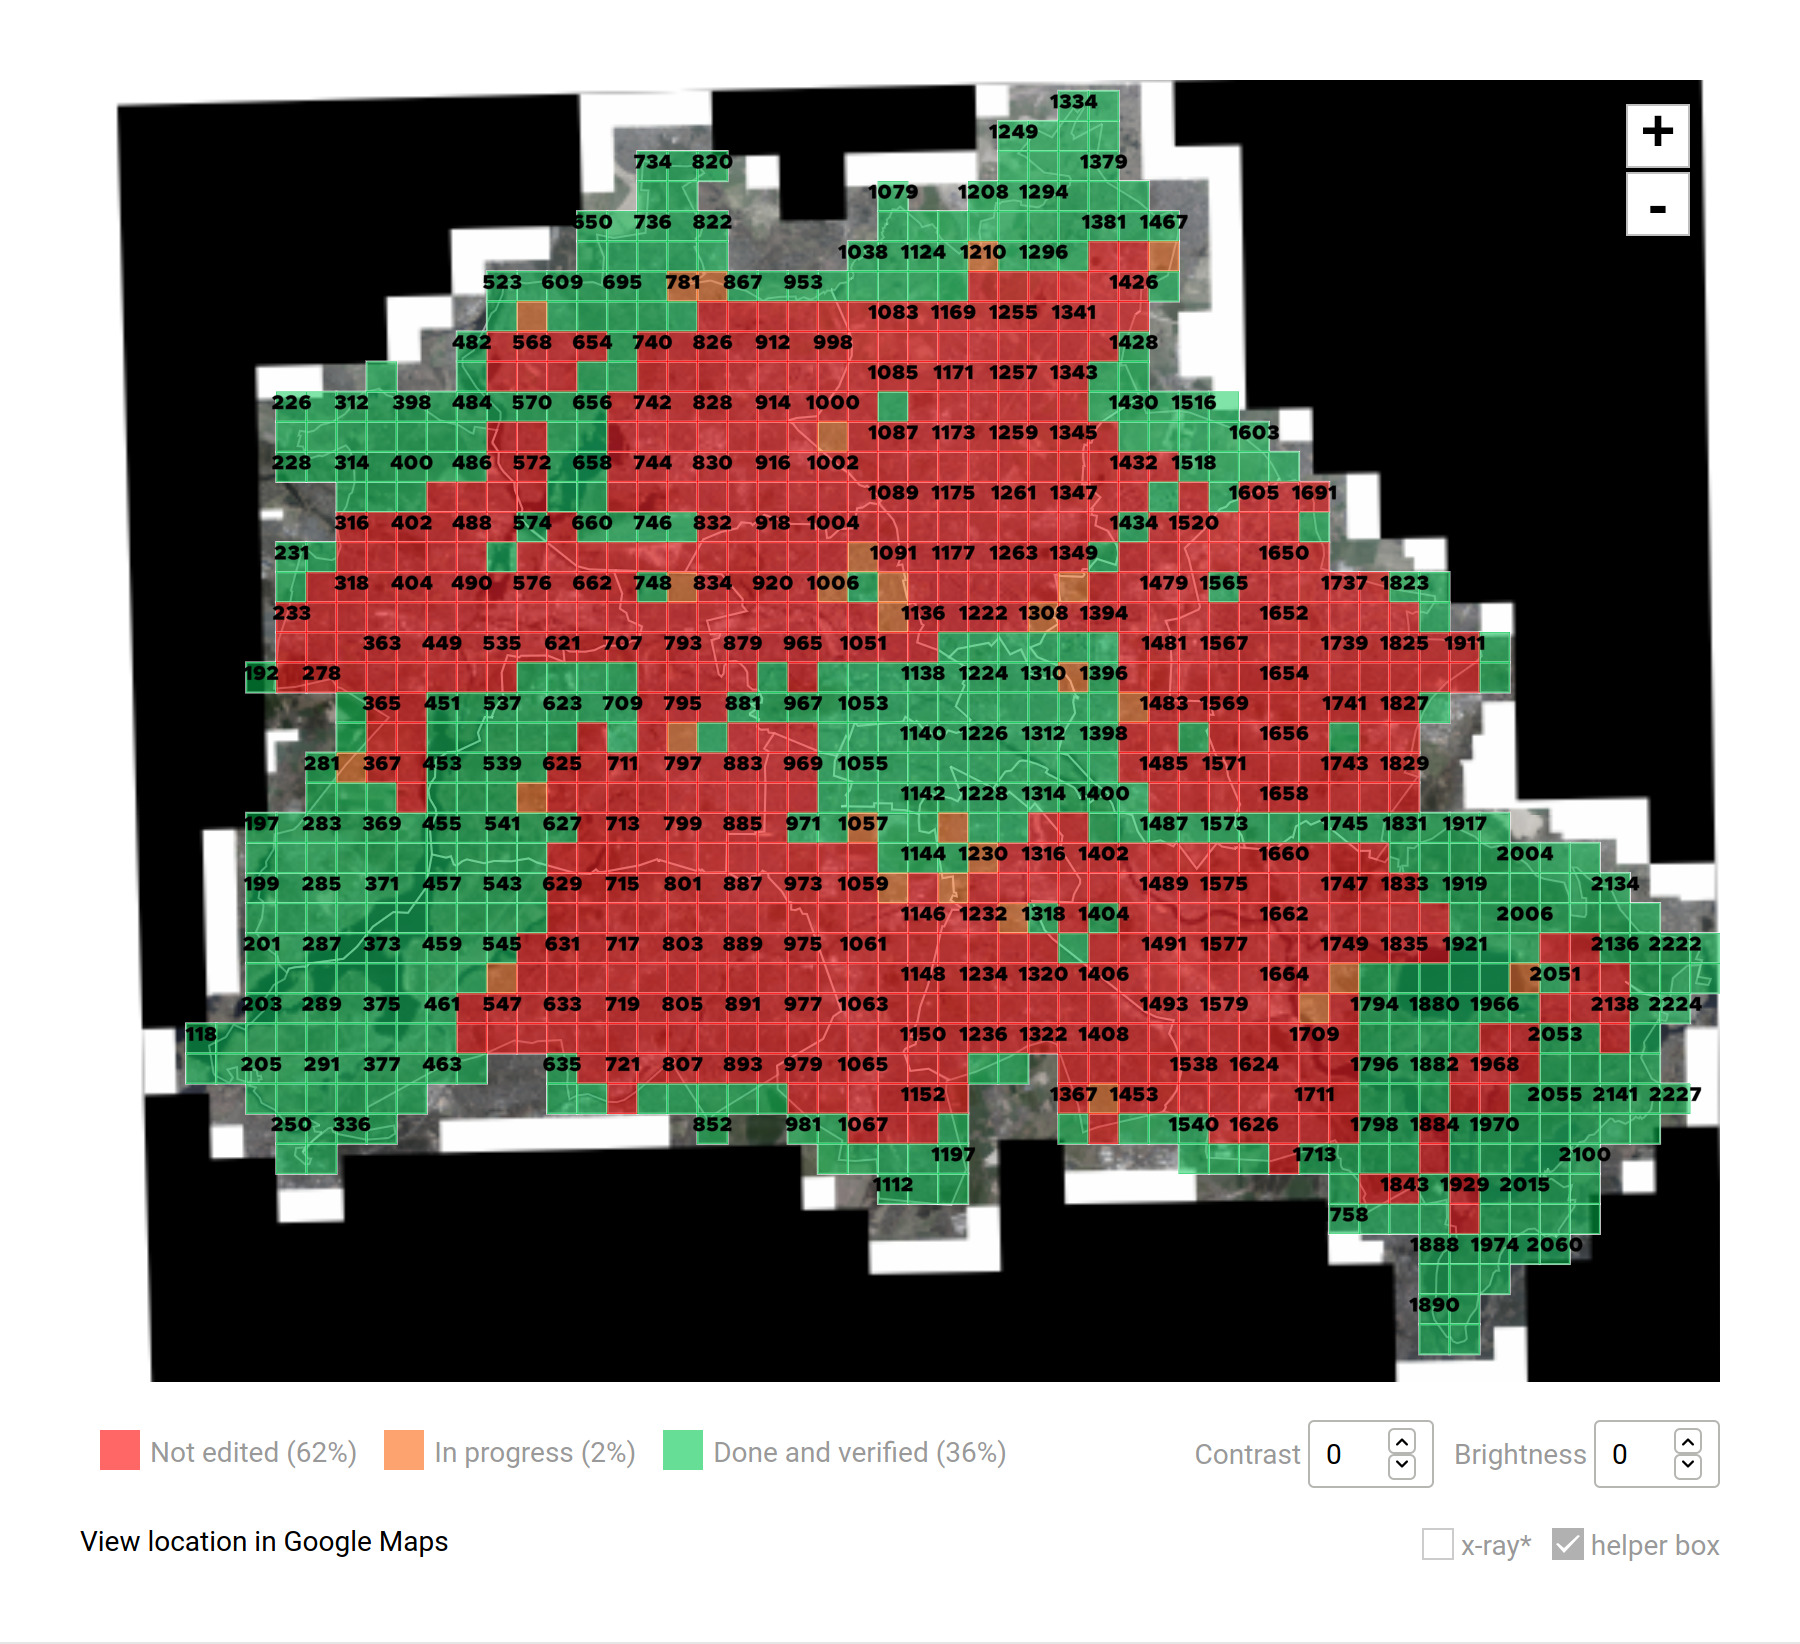 1334
+
1249
734 820 1379
1079 1208 1294
-
650 736 822 1381 1467
1038 1124 1210 1296
523 609 695 781 867 953 1426
1083 1169 1255 1341
482 568 654 740 826 912 998 1428
1085 1171 1257 1343
226 312 398 484 570 656 742 828 914 1000 1430 1516
1087 1173 1259 1345 1603
228 314 400 486 572 658 744 830 916 1002 1432 1518
1089 1175 1261 1347 1605 1691
316 402 488 574 660 746 832 918 1004 1434 1520
231 1091 1177 1263 1349 1650
318 404 490 576 662 748 834 920 1006 1479 1565 1737 1823
233 1136 1222 1308 1394 1652
363 449 535 621 707 793 879 965 1051 1481 1567 1739 1825 1911
192 278 1138 1224 1310 1396 1654
365 451 537 623 709 795 881 967 1053 1483 1569 1741 1827
1140 1226 1312 1398 1656
281 367 453 539 625 711 797 883 969 1055 1485 1571 1743 1829
1142 1228 1314 1400 1658
197 283 369 455 541 627 713 799 885 971 1057 1487 1573 1745 1831 1917
1144 1230 1316 1402 1660 2004
199 285 371 457 543 629 715 801 887 973 1059 1489 1575 1747 1833 1919 2134
1146 1232 1318 1404 1662 2006
201 287 373 459 545 631 717 803 889 975 1061 1491 1577 1749 1835 1921 2136 2222
1148 1234 1320 1406 1664 2051
203 289 375 461 547 633 719 805 891 977 1063 1493 1579 1794 1880 1966 2138 2224
118 1150 1236 1322 1408 1709 2053
205 291 377 463 635 721 807 893 979 1065 1538 1624 1796 1882 1968
1152 1367 1453 1711 2055 2141 2227
250 336 852 981 1067 1540 1626 1798 1884 1970
1197 1713 2100
1112 1843 1929 2015
758
1888 1974 2060
1890
Not edited (62%) In progress (2%) Done and verified (36%) Contrast 0 Brightness 0
View location in Google Maps x-ray* helper box